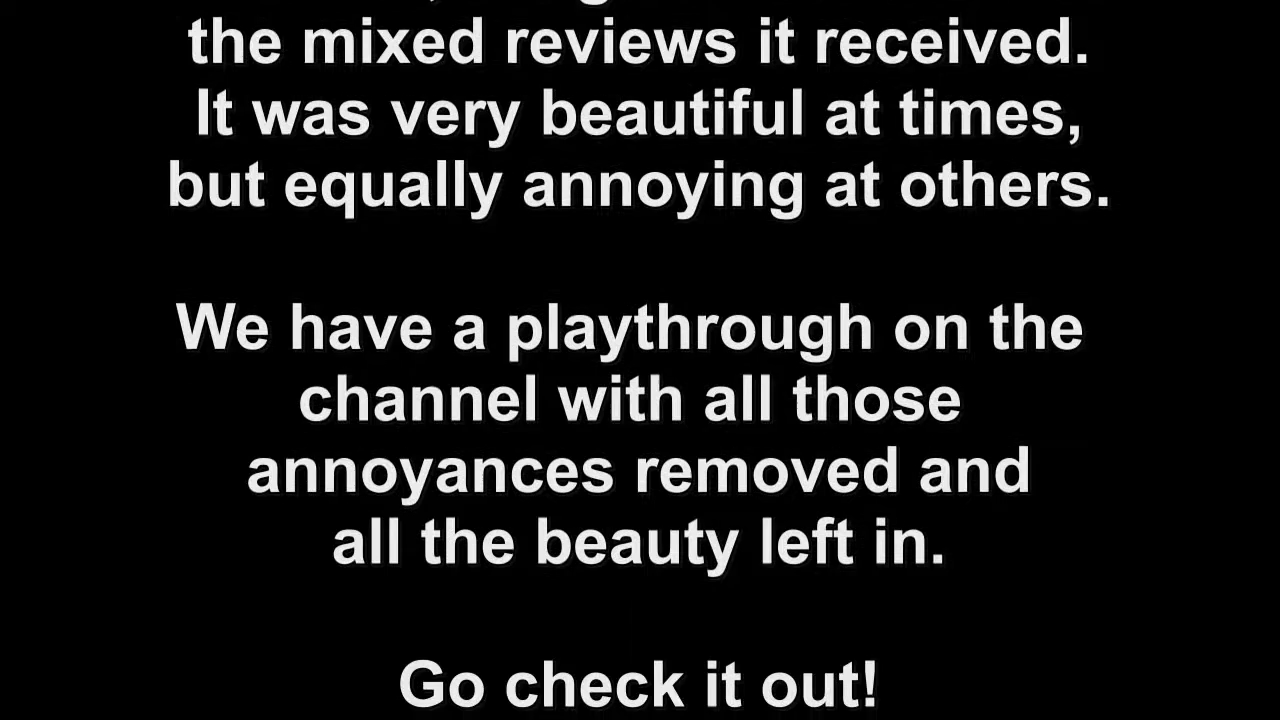 the mixed reviews it received.
It was very beautiful at times,
but equally annoying at others.
We have a playthrough on the
channel with all those
annoyances removed and
all the beauty left in.
Go check it out!